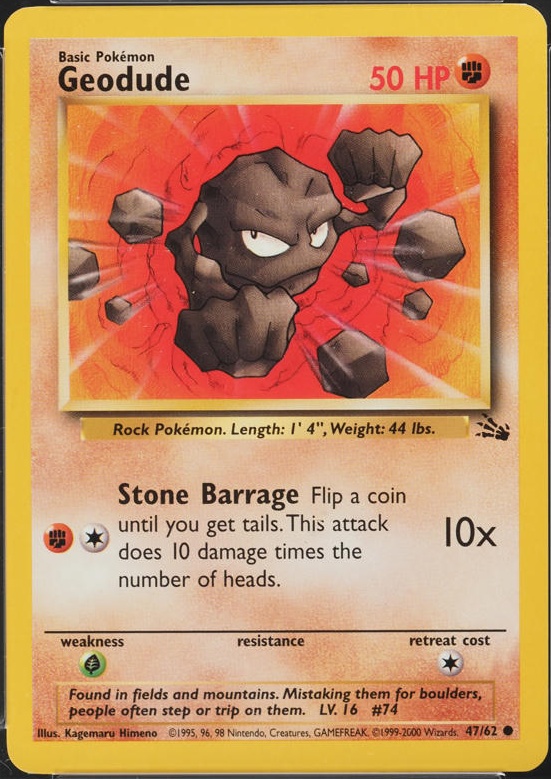 Basic Pokémon
Geodude
50 HP
Rock Pokémon. Length: 1' 4", Weight: 44 lbs.
Stone Barrage Flip a coin
until you get tails. This attack
does 10 damage times the
number of heads.
10x
weakness resistance retreat cost
Found in fields and mountains. Mistaking them for boulders,
people often step or trip on them. LV. 16 #74
Illus. Kagemaru Himeno ©1995, 96, 98 Nintendo, Creatures, GAMEFREAK. ©1999-2000 Wizards. 47/62